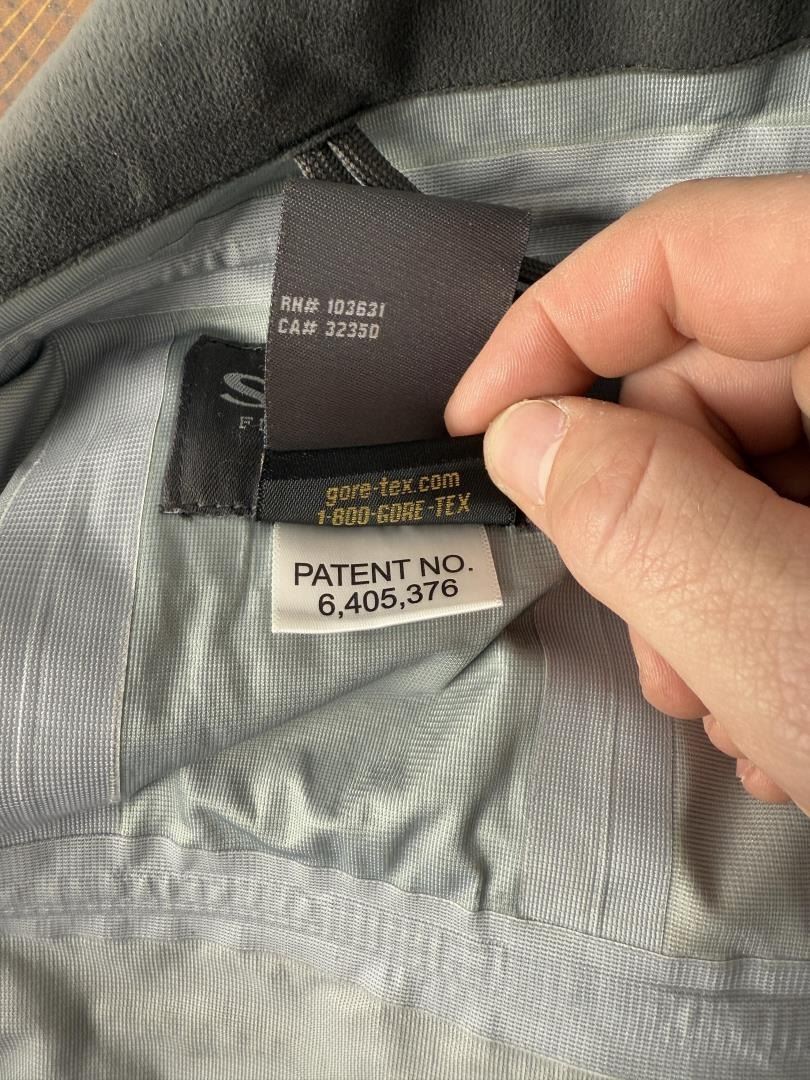 RN# 103631
CA# 32350
gore-tex.com
1-800-GORE-TEX
PATENT NO.
6,405,376